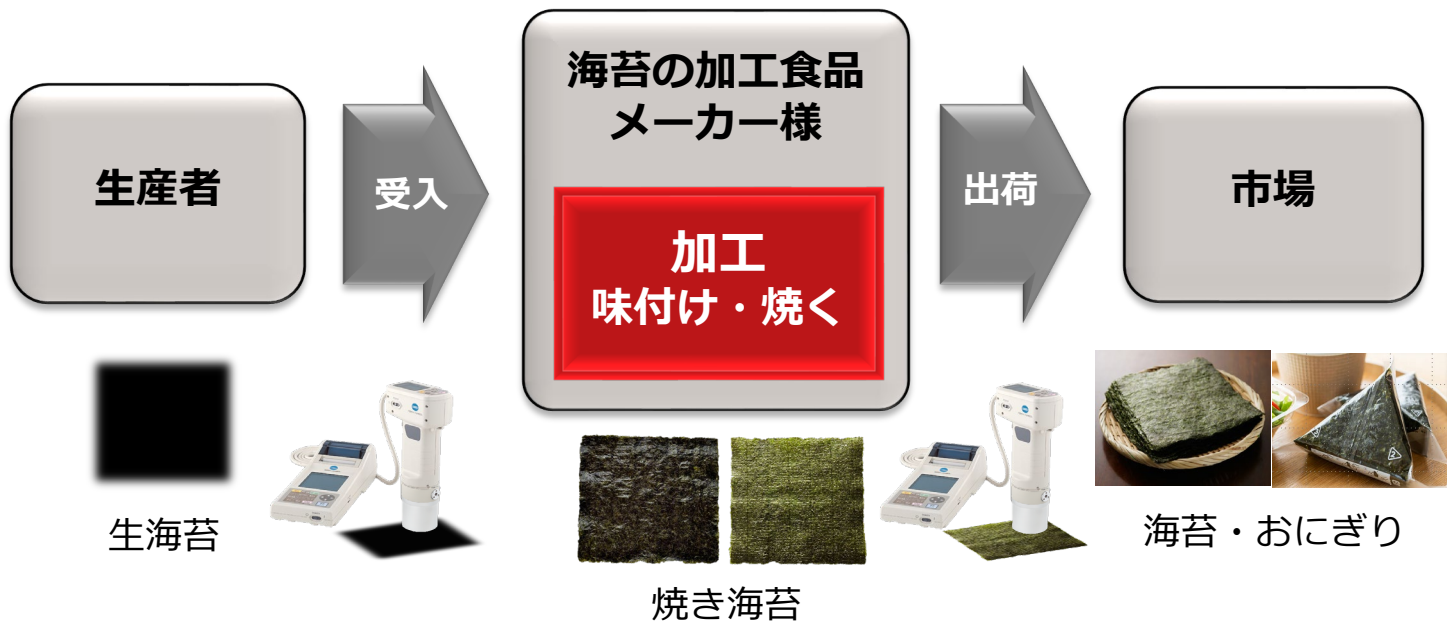 生産者
受入
海苔の加工食品
メーカー様
加工
味付け・焼く
出荷
市場
生海苔
焼き海苔
海苔・おにぎり